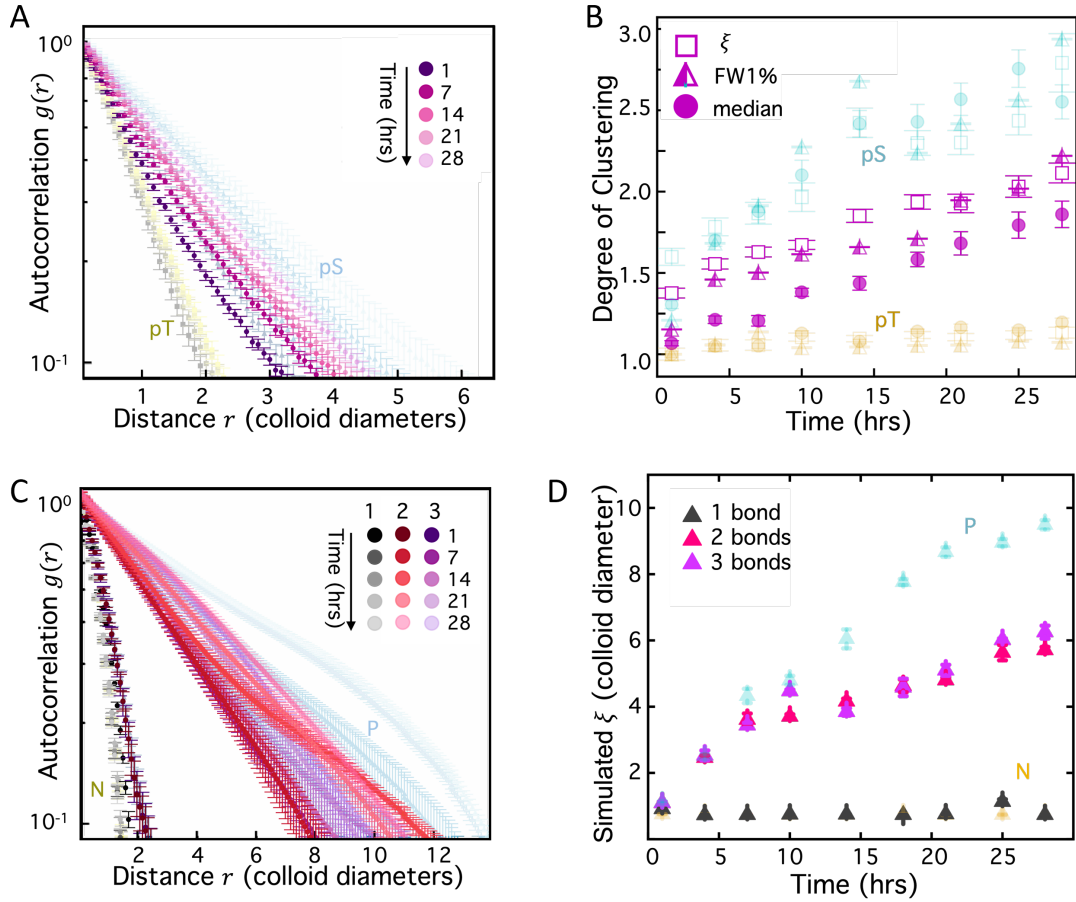 A
Autocorrelation g(r)
10⁰
10⁻¹
Time (hrs)
1
7
14
21
28
pS
pT
1 2 3 4 5 6
Distance r (colloid diameters)
B
Degree of Clustering
3.0
2.5
2.0
1.5
1.0
ξ
FW1%
median
pS
pT
0 5 10 15 20 25
Time (hrs)
C
Autocorrelation g(r)
10⁰
10⁻¹
Time (hrs)
1 2 3
1
7
14
21
28
P
N
2 4 6 8 10 12
Distance r (colloid diameters)
D
Simulated ξ (colloid diameter)
10
8
6
4
2
1 bond
2 bonds
3 bonds
P
N
0 5 10 15 20 25
Time (hrs)